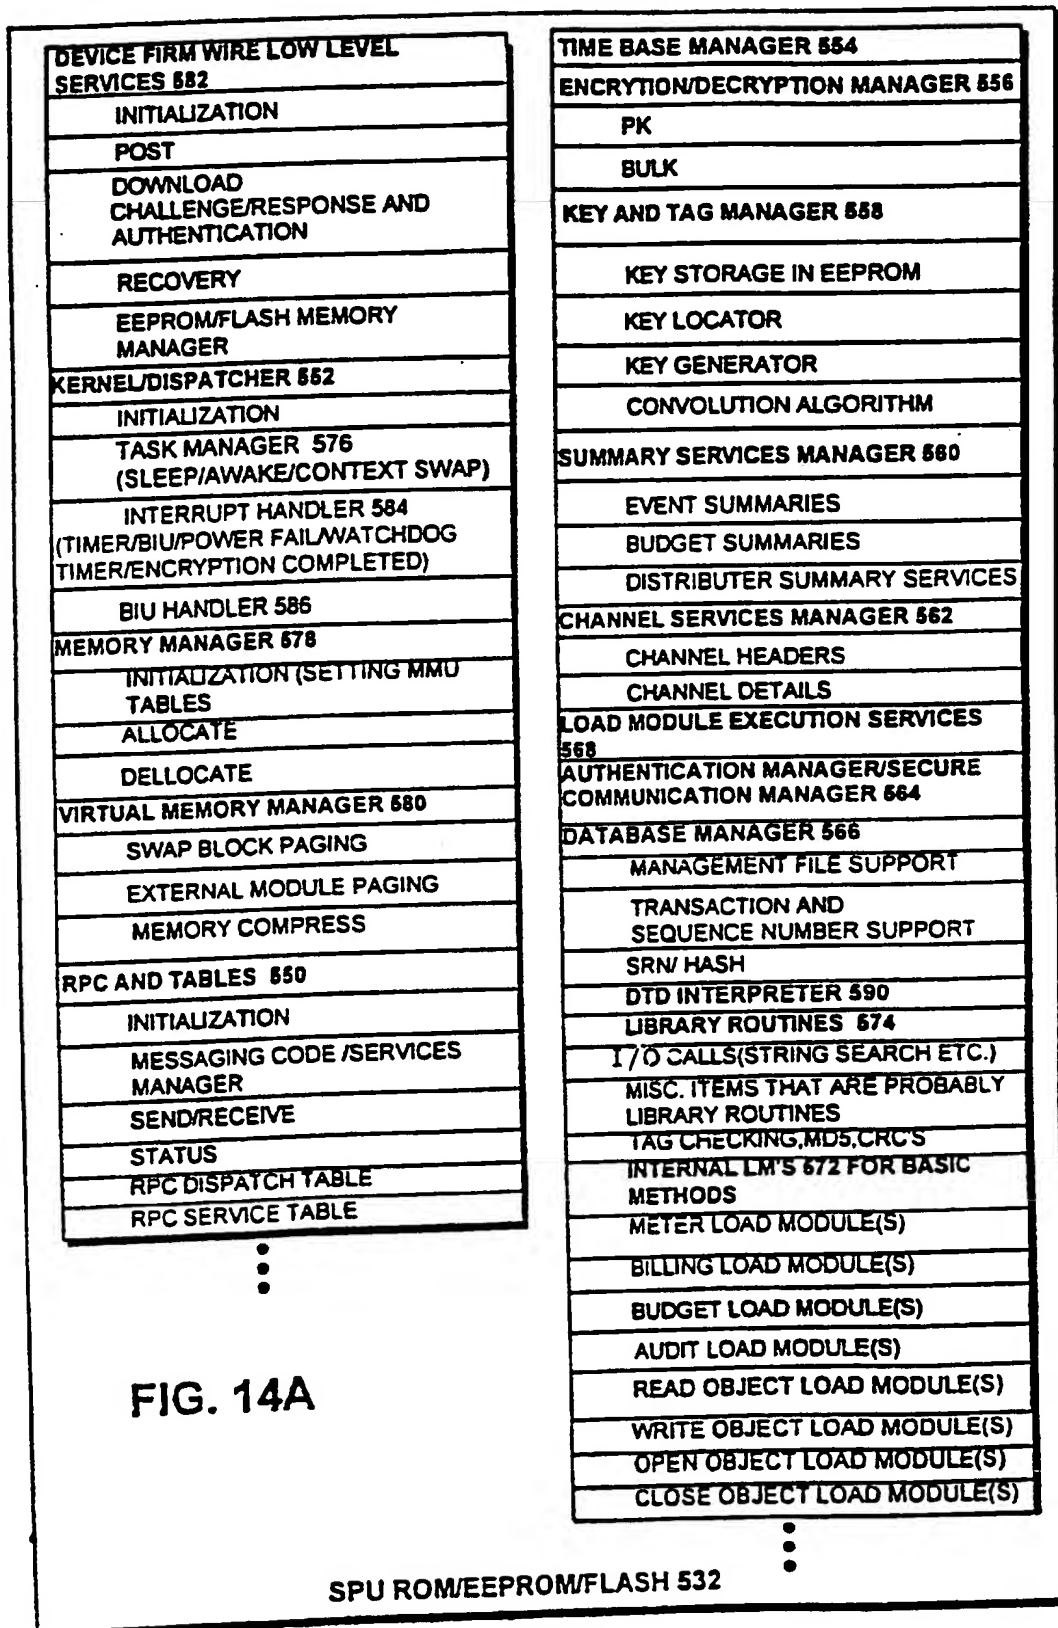 DEVICE FIRM WIRE LOW LEVEL
SERVICES 582
INITIALIZATION
POST
DOWNLOAD
CHALLENGE/RESPONSE AND
AUTHENTICATION
RECOVERY
EEPROM/FLASH MEMORY
MANAGER
KERNEL/DISPATCHER 552
INITIALIZATION
TASK MANAGER 576
(SLEEP/AWAKE/CONTEXT SWAP)
INTERRUPT HANDLER 584
(TIMER/BIU/POWER FAIL/WATCHDOG
TIMER/ENCRYPTION COMPLETED)
BIU HANDLER 586
MEMORY MANAGER 578
INITIALIZATION (SETTING MMU
TABLES
ALLOCATE
DELLOCATE
VIRTUAL MEMORY MANAGER 580
SWAP BLOCK PAGING
EXTERNAL MODULE PAGING
MEMORY COMPRESS
RPC AND TABLES 550
INITIALIZATION
MESSAGING CODE /SERVICES
MANAGER
SEND/RECEIVE
STATUS
RPC DISPATCH TABLE
RPC SERVICE TABLE
TIME BASE MANAGER 554
ENCRYTION/DECRYPTION MANAGER 556
PK
BULK
KEY AND TAG MANAGER 558
KEY STORAGE IN EEPROM
KEY LOCATOR
KEY GENERATOR
CONVOLUTION ALGORITHM
SUMMARY SERVICES MANAGER 560
EVENT SUMMARIES
BUDGET SUMMARIES
DISTRIBUTER SUMMARY SERVICES
CHANNEL SERVICES MANAGER 562
CHANNEL HEADERS
CHANNEL DETAILS
LOAD MODULE EXECUTION SERVICES
568
AUTHENTICATION MANAGER/SECURE
COMMUNICATION MANAGER 564
DATABASE MANAGER 566
MANAGEMENT FILE SUPPORT
TRANSACTION AND
SEQUENCE NUMBER SUPPORT
SRN/ HASH
DTD INTERPRETER 590
LIBRARY ROUTINES 574
I/O CALLS(STRING SEARCH ETC.)
MISC. ITEMS THAT ARE PROBABLY
LIBRARY ROUTINES
TAG CHECKING,MD5,CRC'S
INTERNAL LM'S 572 FOR BASIC
METHODS
METER LOAD MODULE(S)
BILLING LOAD MODULE(S)
BUDGET LOAD MODULE(S)
AUDIT LOAD MODULE(S)
READ OBJECT LOAD MODULE(S)
WRITE OBJECT LOAD MODULE(S)
OPEN OBJECT LOAD MODULE(S)
CLOSE OBJECT LOAD MODULE(S)
FIG. 14A
SPU ROM/EEPROM/FLASH 532